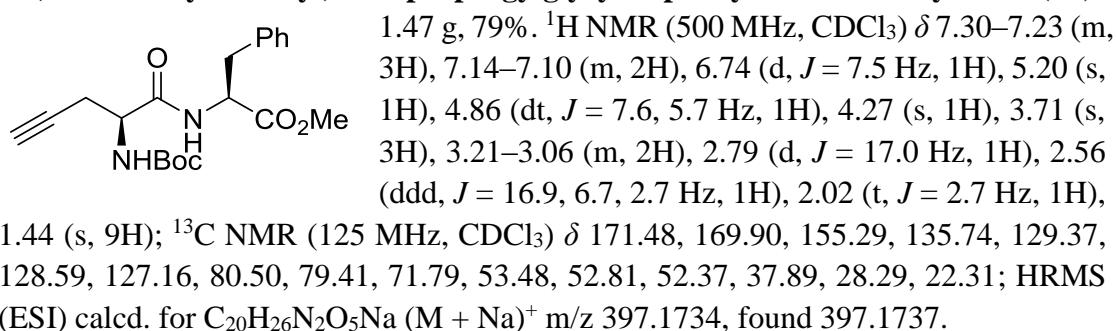 1.47 g, 79%. ¹H NMR (500 MHz, CDCl₃) δ 7.30–7.23 (m,
3H), 7.14–7.10 (m, 2H), 6.74 (d, J = 7.5 Hz, 1H), 5.20 (s,
1H), 4.86 (dt, J = 7.6, 5.7 Hz, 1H), 4.27 (s, 1H), 3.71 (s,
3H), 3.21–3.06 (m, 2H), 2.79 (d, J = 17.0 Hz, 1H), 2.56
(ddd, J = 16.9, 6.7, 2.7 Hz, 1H), 2.02 (t, J = 2.7 Hz, 1H),
Ph
O
N
H
CO₂Me
NHBoc
1.44 (s, 9H); ¹³C NMR (125 MHz, CDCl₃) δ 171.48, 169.90, 155.29, 135.74, 129.37,
128.59, 127.16, 80.50, 79.41, 71.79, 53.48, 52.81, 52.37, 37.89, 28.29, 22.31; HRMS
(ESI) calcd. for C₂₀H₂₆N₂O₅Na (M + Na)⁺ m/z 397.1734, found 397.1737.